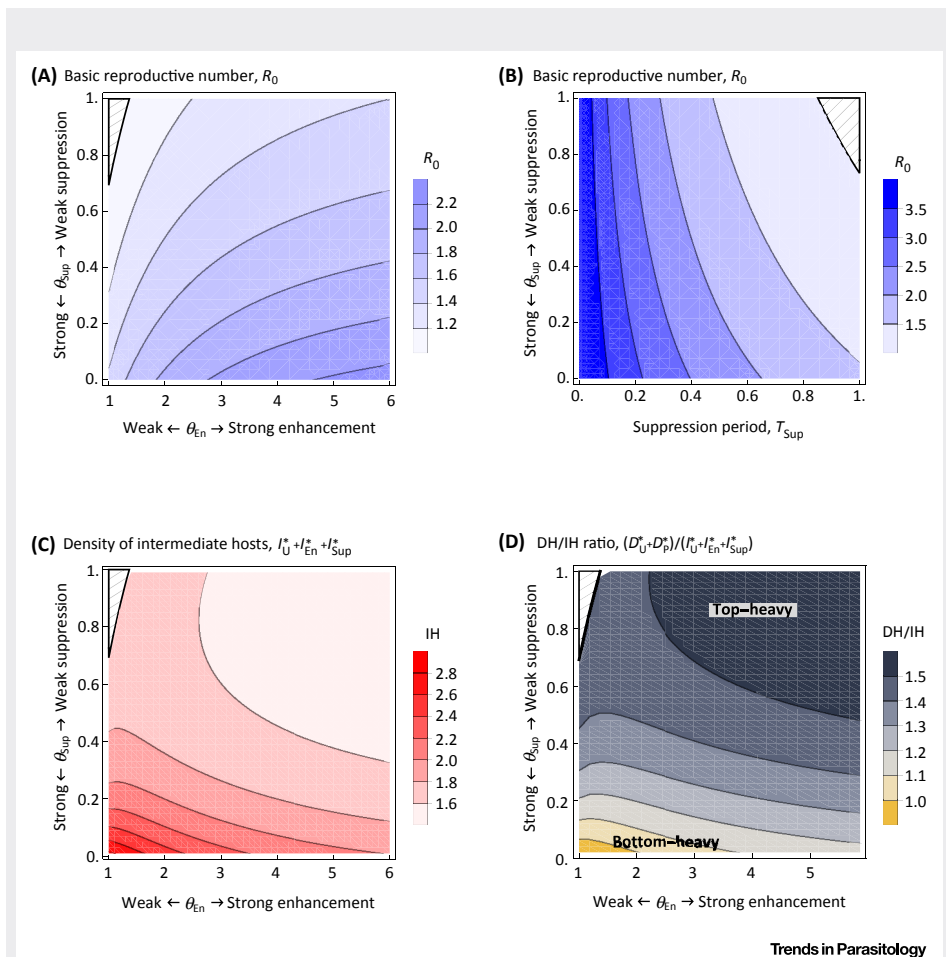 (A) Basic reproductive number, R0
Strong ← θSup → Weak suppression
1.
0.8
0.6
0.4
0.2
0.
1 2 3 4 5 6
Weak ← θEn → Strong enhancement
R0
2.2
2.0
1.8
1.6
1.4
1.2
(B) Basic reproductive number, R0
Strong ← θSup → Weak suppression
1.
0.8
0.6
0.4
0.2
0.
0. 0.2 0.4 0.6 0.8 1.
Suppression period, TSup
R0
3.5
3.0
2.5
2.0
1.5
(C) Density of intermediate hosts, I*U+I*En+I*Sup
Strong ← θSup → Weak suppression
1.
0.8
0.6
0.4
0.2
0.
1 2 3 4 5 6
Weak ← θEn → Strong enhancement
IH
2.8
2.6
2.4
2.0
1.8
1.6
(D) DH/IH ratio, (D*U+D*P)/(I*U+I*En+I*Sup)
Strong ← θSup → Weak suppression
1.
0.8
0.6
0.4
0.2
0.
Top–heavy
Bottom–heavy
1 2 3 4 5
Weak ← θEn → Strong enhancement
DH/IH
1.5
1.4
1.3
1.2
1.1
1.0
Trends in Parasitology